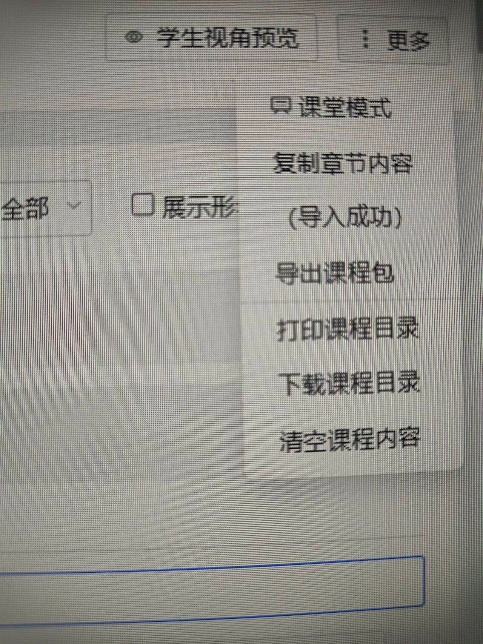 学生视角预览
更多
课堂模式
复制章节内容
全部
展示形
(导入成功)
导出课程包
打印课程目录
下载课程目录
清空课程内容